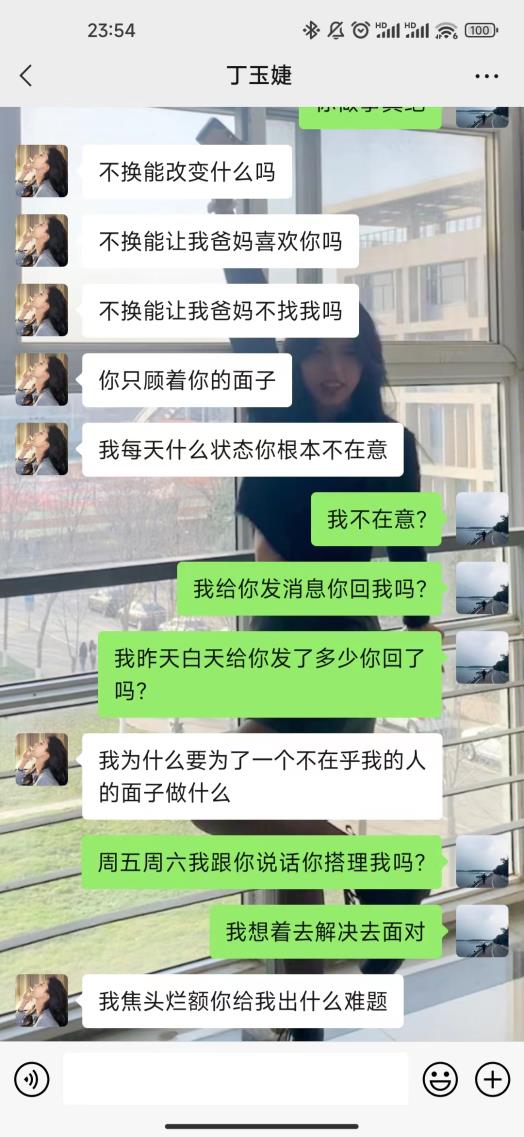 23:54
HD HD 6 100
丁玉婕
不换能改变什么吗
不换能让我爸妈喜欢你吗
不换能让我爸妈不找我吗
你只顾着你的面子
我每天什么状态你根本不在意
我不在意?
我给你发消息你回我吗?
我昨天白天给你发了多少你回了
吗?
我为什么要为了一个不在乎我的人
的面子做什么
周五周六我跟你说话你搭理我吗?
我想着去解决去面对
我焦头烂额你给我出什么难题